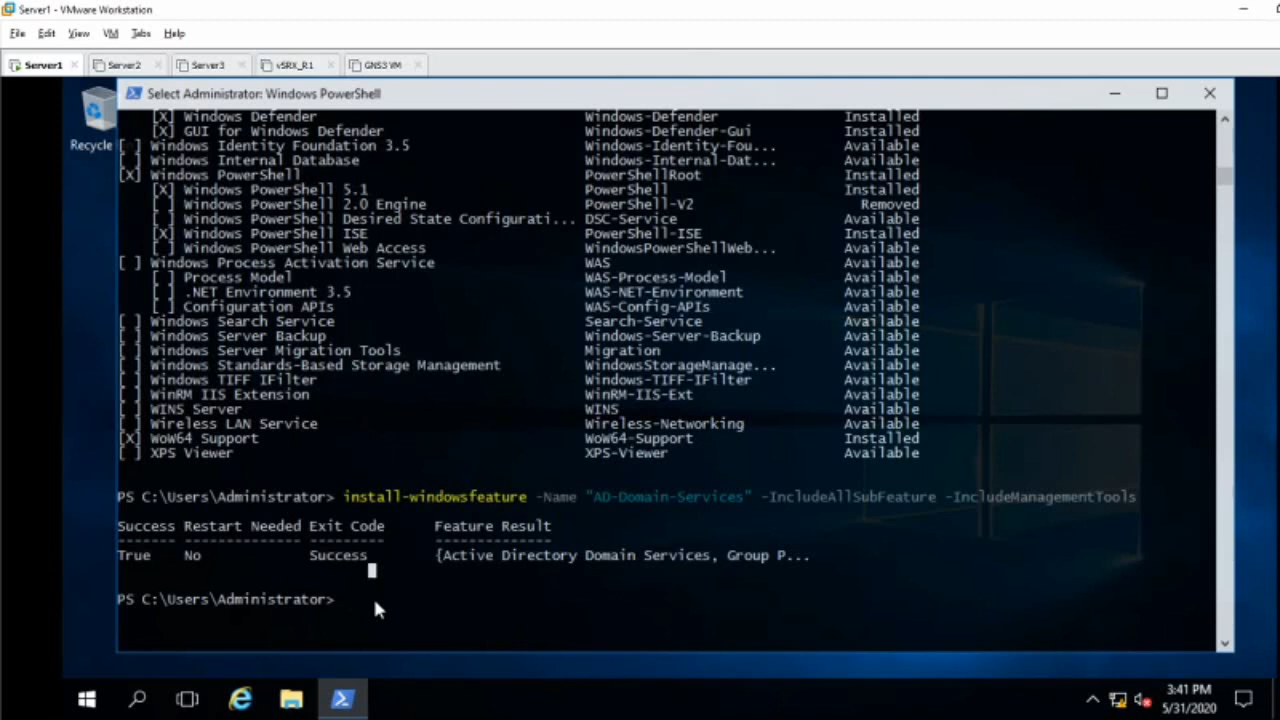 Server1 - VMware Workstation
File Edit View VM Tabs Help
Server1 Server2 Server3 vSRX_R1 GNS3 VM
Select Administrator: Windows PowerShell
Recycle
[X] Windows Defender Windows-Defender Installed
[X] GUI for Windows Defender Windows-Defender-Gui Installed
[ ] Windows Identity Foundation 3.5 Windows-Identity-Fou... Available
[ ] Windows Internal Database Windows-Internal-Dat... Available
[X] Windows PowerShell PowerShellRoot Installed
[X] Windows PowerShell 5.1 PowerShell Installed
[ ] Windows PowerShell 2.0 Engine PowerShell-V2 Removed
[ ] Windows PowerShell Desired State Configurati... DSC-Service Available
[X] Windows PowerShell ISE PowerShell-ISE Installed
[ ] Windows PowerShell Web Access WindowsPowerShellWeb... Available
[ ] Windows Process Activation Service WAS Available
[ ] Process Model WAS-Process-Model Available
[ ] .NET Environment 3.5 WAS-NET-Environment Available
[ ] Configuration APIs WAS-Config-APIs Available
[ ] Windows Search Service Search-Service Available
[ ] Windows Server Backup Windows-Server-Backup Available
[ ] Windows Server Migration Tools Migration Available
[ ] Windows Standards-Based Storage Management WindowsStorageManage... Available
[ ] Windows TIFF IFilter Windows-TIFF-IFilter Available
[ ] WinRM IIS Extension WinRM-IIS-Ext Available
[ ] WINS Server WINS Available
[ ] Wireless LAN Service Wireless-Networking Available
[X] WoW64 Support WoW64-Support Installed
[ ] XPS Viewer XPS-Viewer Available
PS C:\Users\Administrator> install-windowsfeature -Name "AD-Domain-Services" -IncludeAllSubFeature -IncludeManagementTools
Success Restart Needed Exit Code Feature Result
------- -------------- --------- --------------
True No Success {Active Directory Domain Services, Group P...
PS C:\Users\Administrator>
3:41 PM
5/31/2020